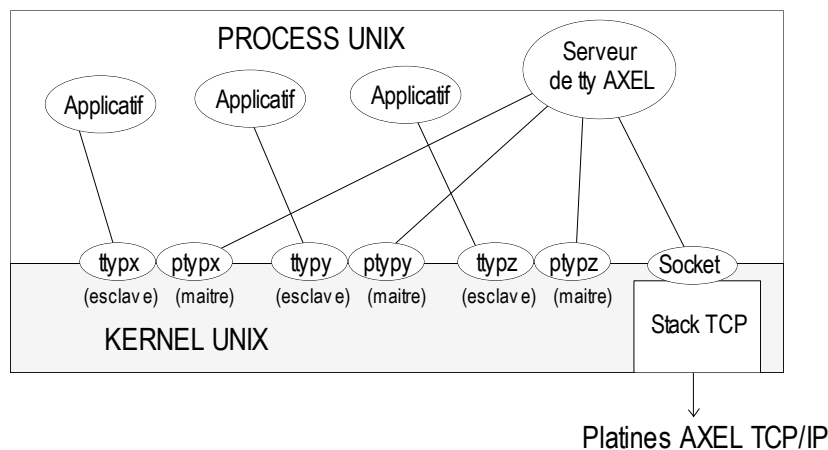 PROCESS UNIX
Serveur
de tty AXEL
Applicatif
Applicatif
Applicatif
ttypx
ptypx
ttypy
ptypy
ttypz
ptypz
Socket
(esclave)
(maitre)
(esclave)
(maitre)
(esclave)
(maitre)
Stack TCP
KERNEL UNIX
Platines AXEL TCP/IP